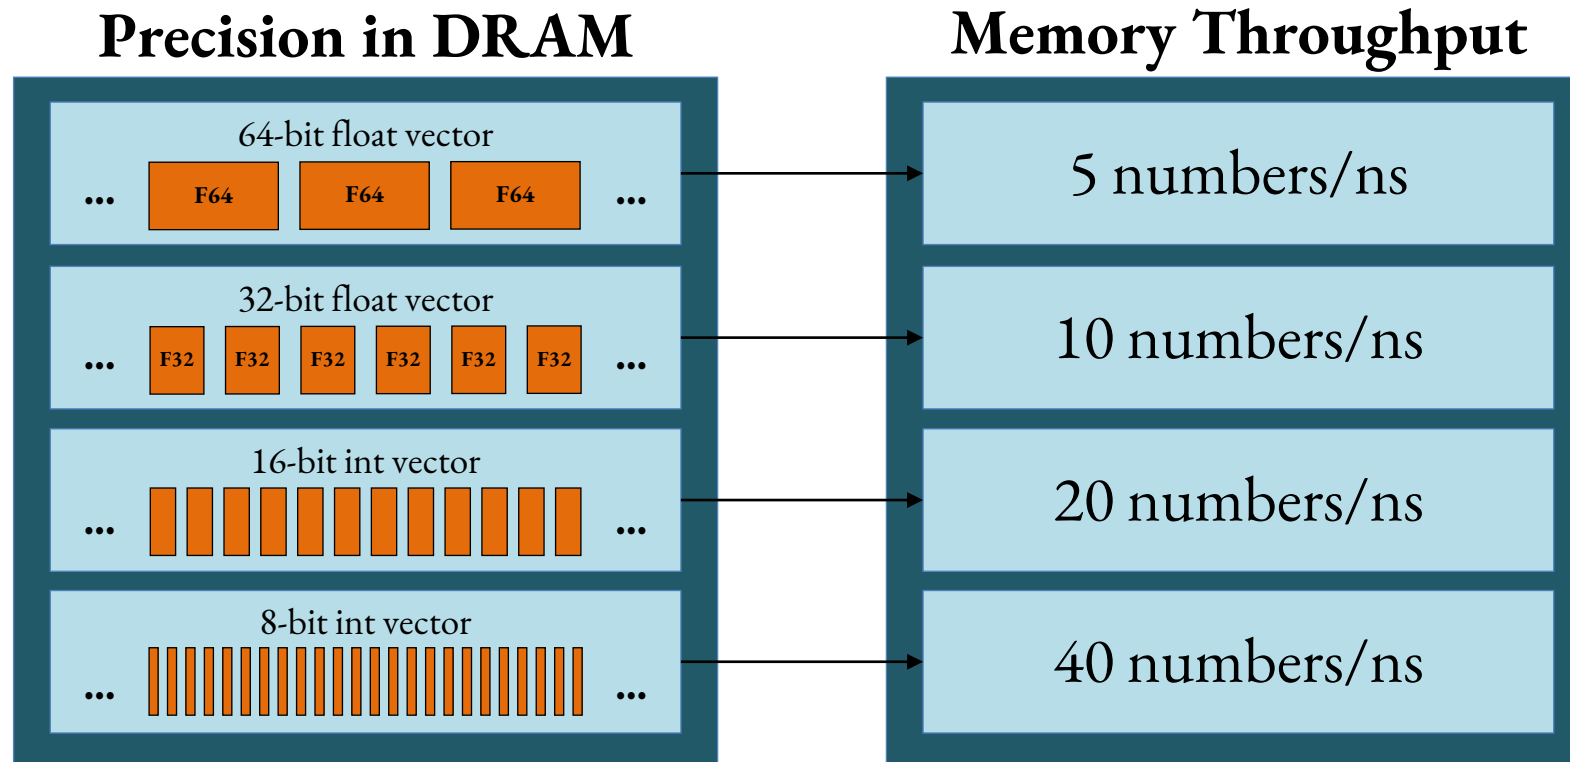 Precision in DRAM
64-bit float vector
... F64 F64 F64 ...
32-bit float vector
... F32 F32 F32 F32 F32 F32 ...
16-bit int vector
... ...
8-bit int vector
... ...
Memory Throughput
5 numbers/ns
10 numbers/ns
20 numbers/ns
40 numbers/ns